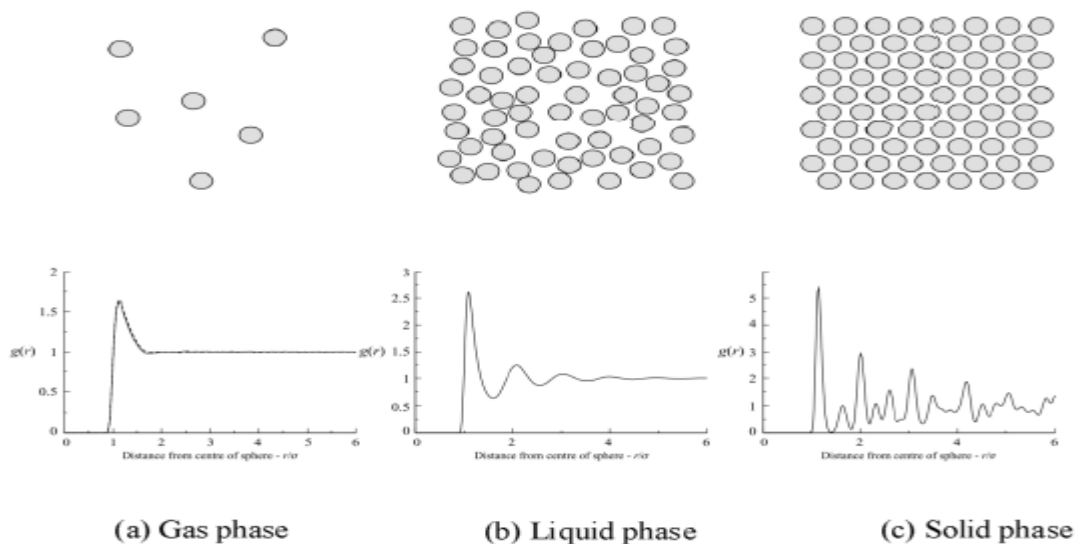 2
1.5
g(r)
1
0.5
0
0 1 2 3 4 5 6
Distance from centre of sphere - r/σ
3
2.5
2
1.5
g(r)
1
0.5
0
0 2 4 6
Distance from centre of sphere - r/σ
5
4
g(r)
3
2
1
0
0 2 4 6
Distance from centre of sphere - r/σ
(a) Gas phase
(b) Liquid phase
(c) Solid phase